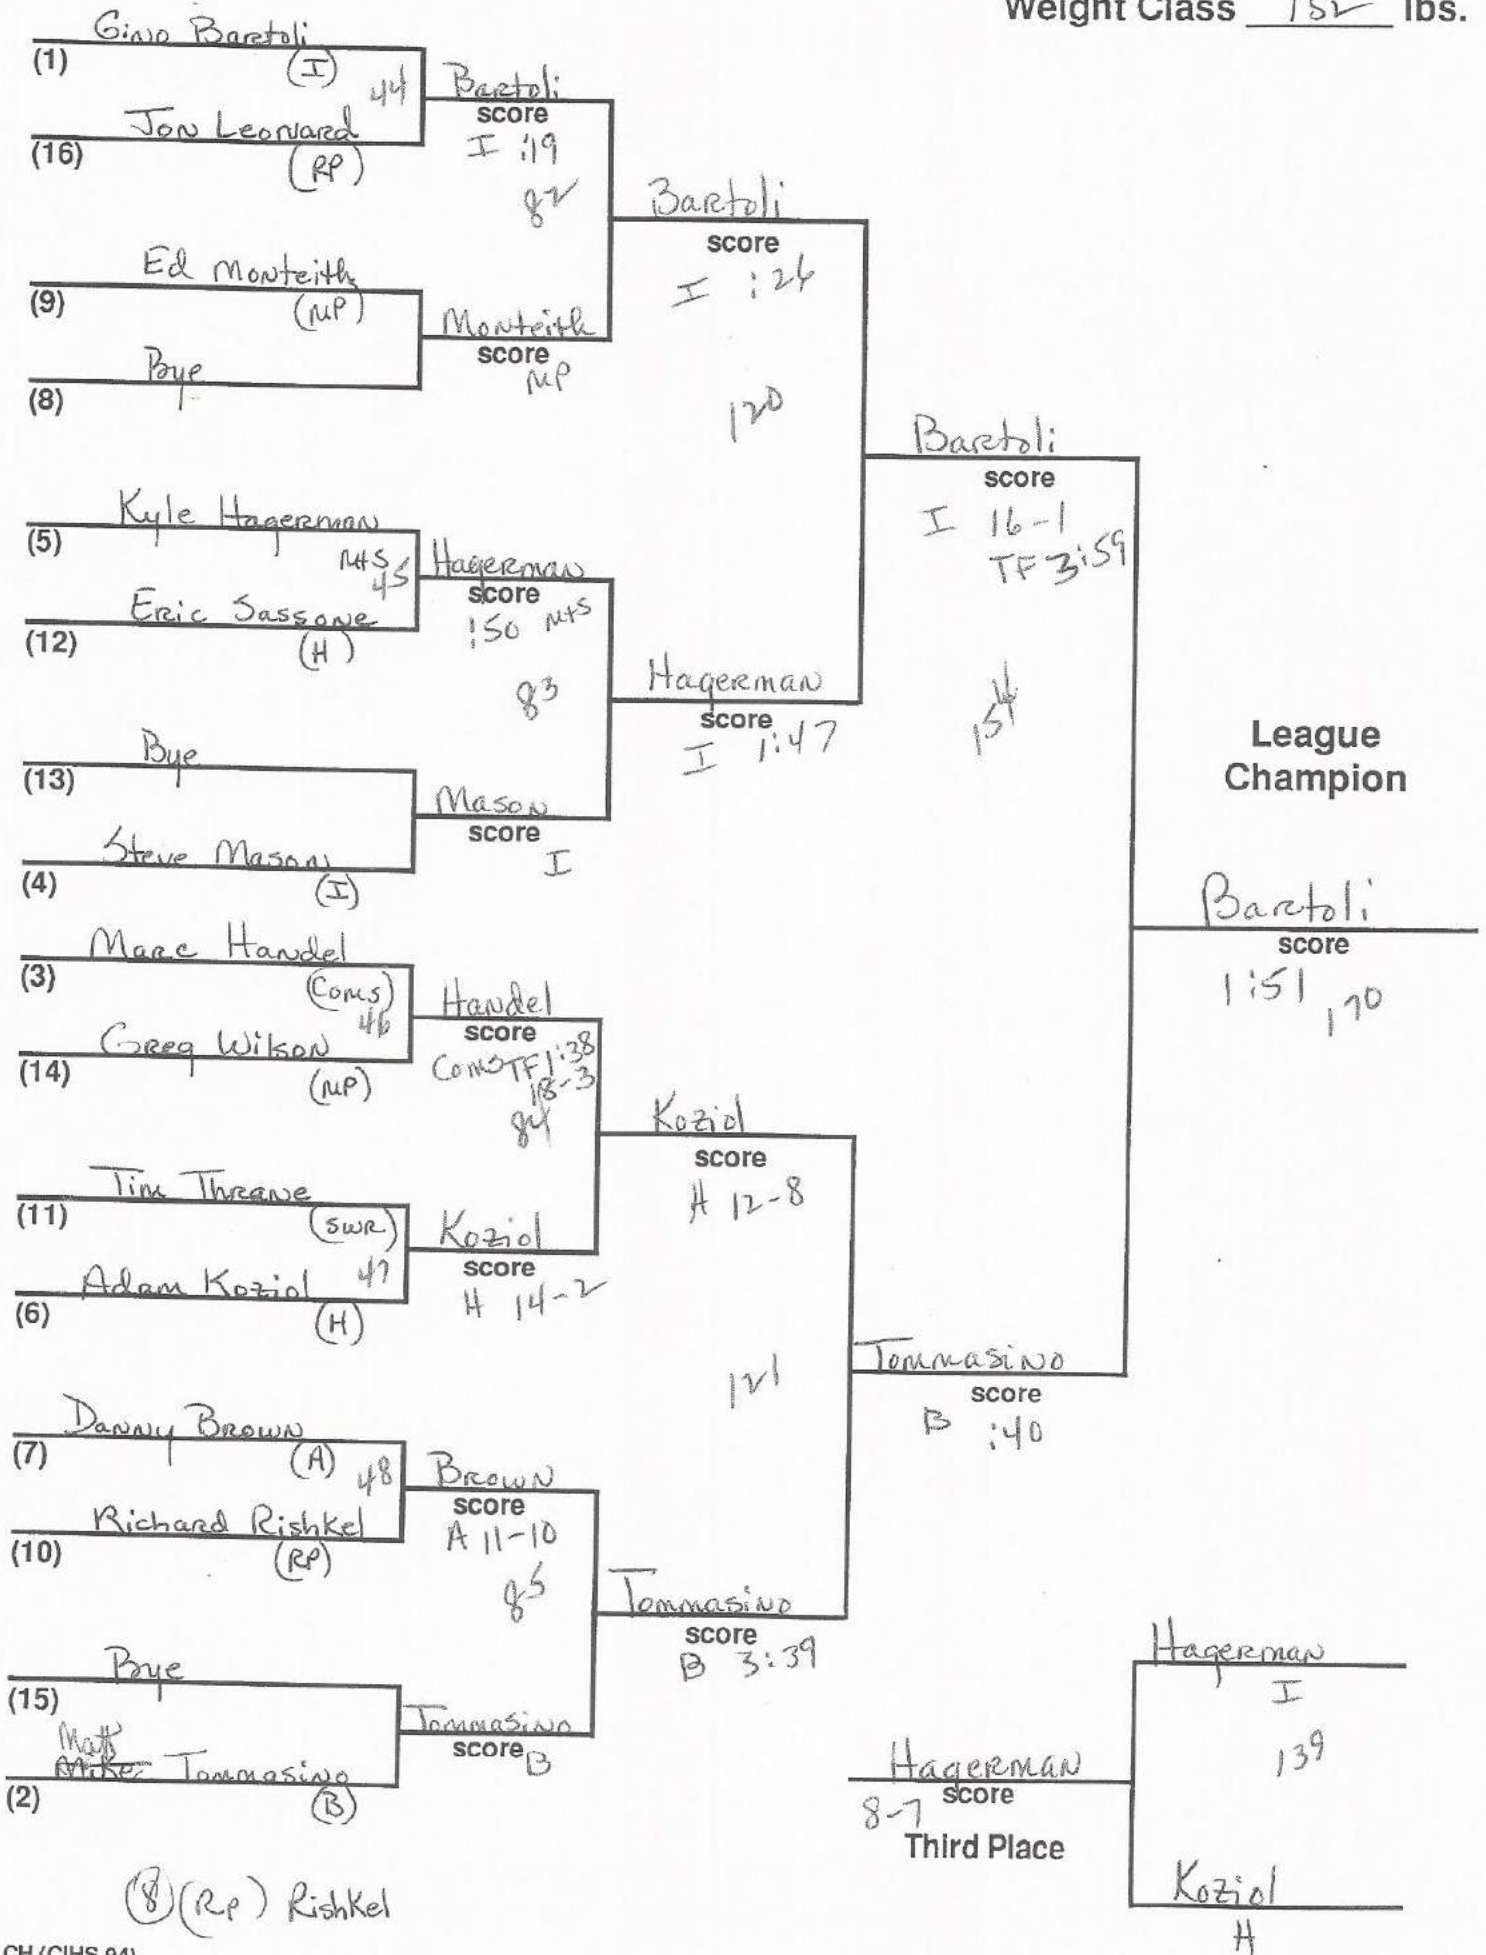 Weight Class 152 lbs.
Gino Bartoli
(1) (I)
44
Jon Leonard
(16) (RP)
Bartoli
score
I :19
82
Ed Monteith
(9) (MP)
Bye
(8)
Monteith
score
MP
Bartoli
score
I :26
120
Kyle Hagerman
(5) MtS
45
Eric Sassone
(12) (H)
Hagerman
score
:50 MtS
83
Bye
(13)
Steve Mason
(4) (I)
Mason
score
I
Hagerman
score
I 1:47
Bartoli
score
I 16-1
TF 3:59
154
Marc Handel
(3) (Coms)
46
Greg Wilson
(14) (MP)
Handel
score
Coms TF 1:38
18-3
84
Tim Thrane
(11) (SWR)
47
Adam Koziol
(6) (H)
Koziol
score
H 14-2
Koziol
score
H 12-8
121
Danny Brown
(7) (A)
48
Richard Rishkel
(10) (RP)
Brown
score
A 11-10
85
Bye
(15)
Matt
Mike Tommasino
(2) (B)
Tommasino
score B
Tommasino
score
B 3:39
Tommasino
score
B :40
League
Champion
Bartoli
score
1:51 170
Hagerman
I
139
Hagerman
score
8-7
Third Place
Koziol
H
(8) (RP) Rishkel
CH (CIHS 94)